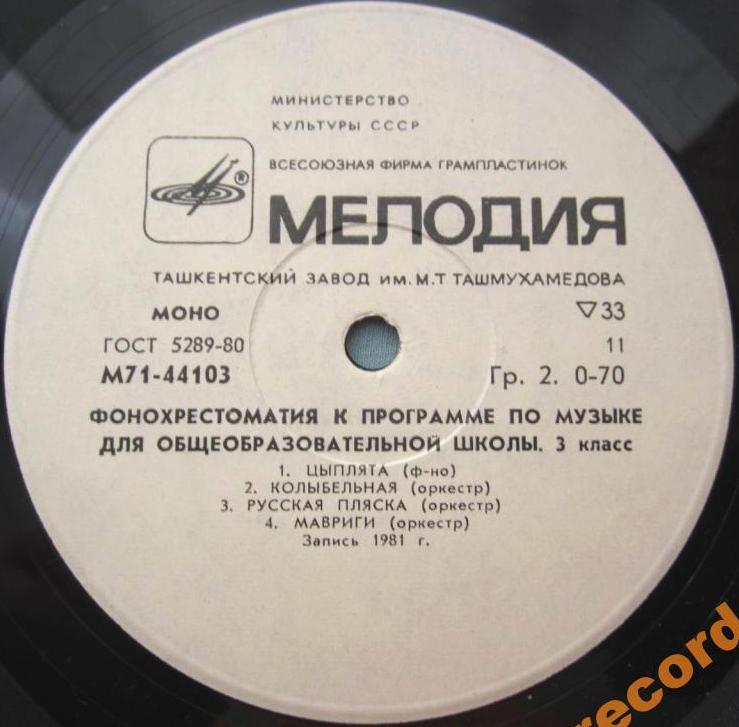 МИНИСТЕРСТВО
КУЛЬТУРЫ СССР
ВСЕСОЮЗНАЯ ФИРМА ГРАМПЛАСТИНОК
®
МЕЛОДИЯ
ТАШКЕНТСКИЙ ЗАВОД ИМ. М.Т ТАШМУХАМЕДОВА
МОНО ▽33
ГОСТ 5289-80 11
М71-44103 Гр. 2. 0-70
ФОНОХРЕСТОМАТИЯ К ПРОГРАММЕ ПО МУЗЫКЕ
ДЛЯ ОБЩЕОБРАЗОВАТЕЛЬНОЙ ШКОЛЫ. 3 класс
1. ЦЫПЛЯТА (ф-но)
2. КОЛЫБЕЛЬНАЯ (оркестр)
3. РУССКАЯ ПЛЯСКА (оркестр)
4. МАВРИГИ (оркестр)
Запись 1981 г.
record